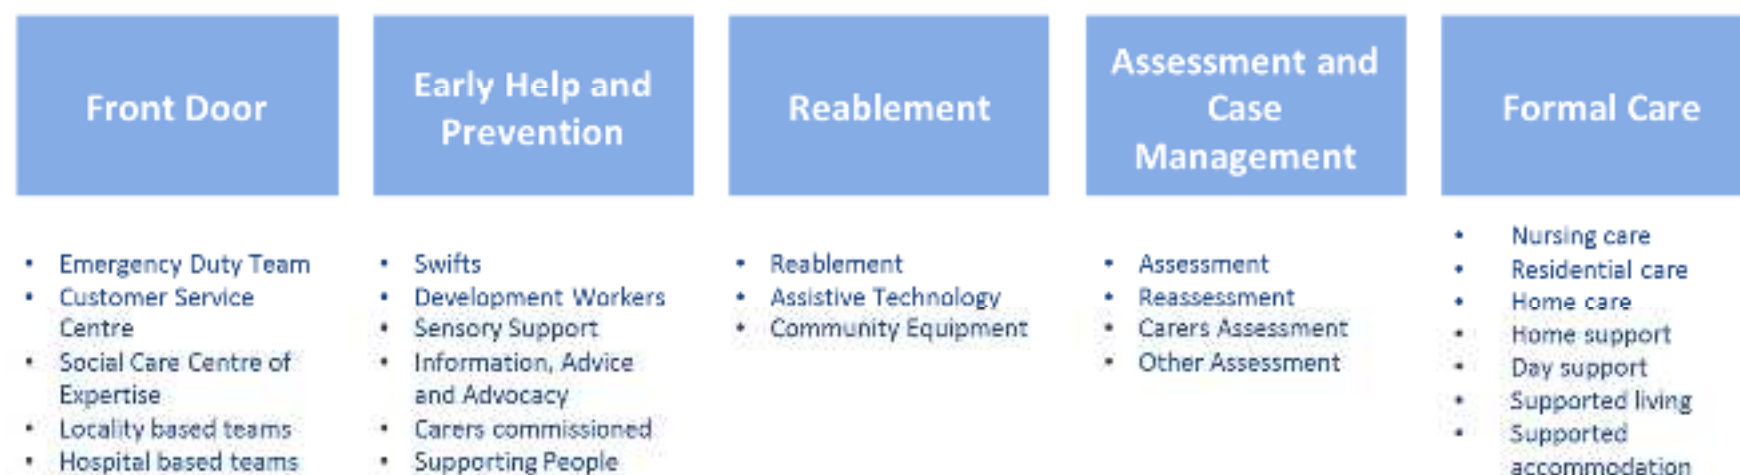 Front Door
Early Help and
Prevention
Reablement
Assessment and
Case
Management
Formal Care
• Emergency Duty Team
• Customer Service
Centre
• Social Care Centre of
Expertise
• Locality based teams
• Hospital based teams
• Swifts
• Development Workers
• Sensory Support
• Information, Advice
and Advocacy
• Carers commissioned
• Supporting People
• Reablement
• Assistive Technology
• Community Equipment
• Assessment
• Reassessment
• Carers Assessment
• Other Assessment
• Nursing care
• Residential care
• Home care
• Home support
• Day support
• Supported living
• Supported
accommodation